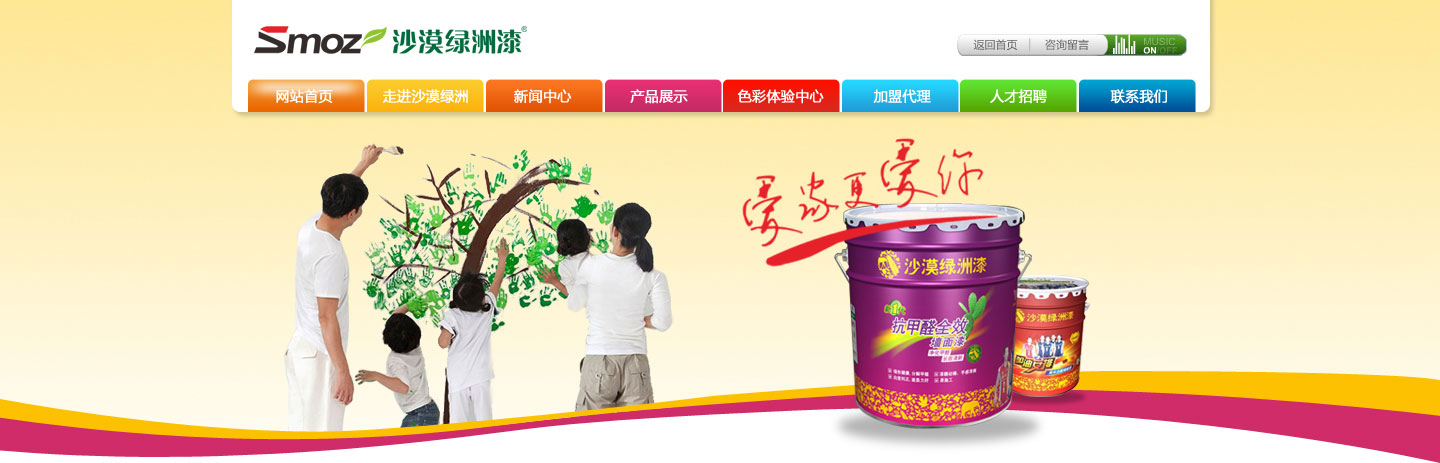 Smoz 沙漠绿洲漆®
返回首页 咨询留言 MUSIC ON/OFF
网站首页 走进沙漠绿洲 新闻中心 产品展示 色彩体验中心 加盟代理 人才招聘 联系我们
爱家更爱你
沙漠绿洲漆
抗甲醛全效
墙面漆
沙漠绿洲漆